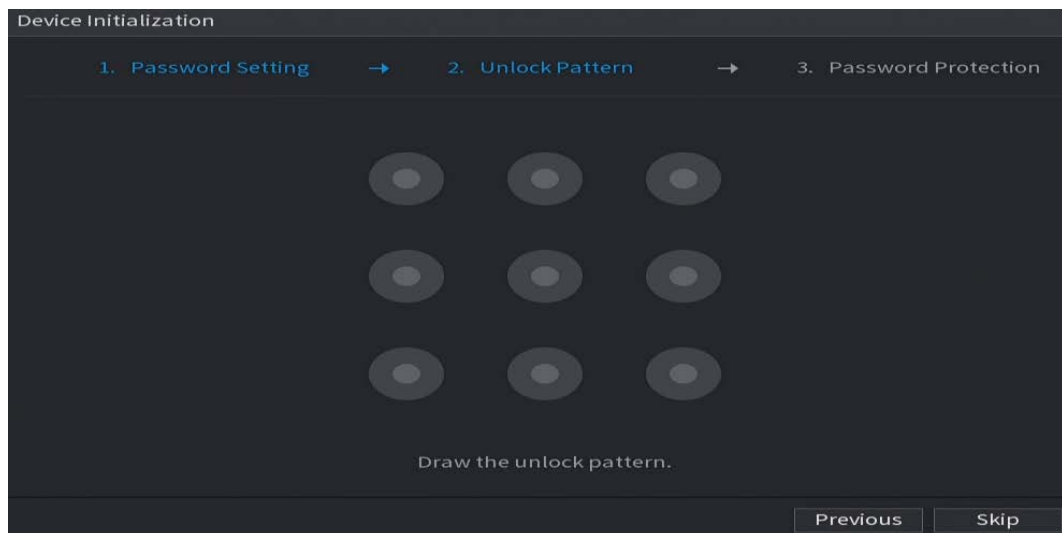 Device Initialization
1. Password Setting → 2. Unlock Pattern → 3. Password Protection
Draw the unlock pattern.
Previous Skip